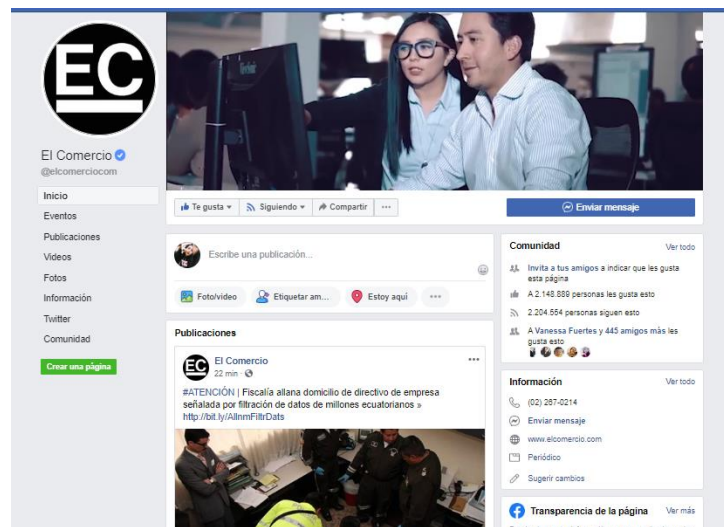 EC
El Comercio
@elcomerciocom
Inicio
Eventos
Publicaciones
Videos
Fotos
Información
Twitter
Comunidad
Crear una página
Te gusta
Siguiendo
Compartir
Enviar mensaje
Escribe una publicación...
Foto/video
Etiquetar am...
Estoy aquí
Publicaciones
EC
El Comercio
22 min
#ATENCIÓN | Fiscalía allana domicilio de directivo de empresa
señalada por filtración de datos de millones ecuatorianos »
http://bit.ly/AllnmFiltrDats
Comunidad
Ver todo
Invita a tus amigos a indicar que les gusta
esta página
A 2.148.889 personas les gusta esto
2.204.554 personas siguen esto
A Vanessa Fuertes y 445 amigos más les
gusta esto
Información
Ver todo
(02) 267-0214
Enviar mensaje
www.elcomercio.com
Periódico
Sugerir cambios
Transparencia de la página
Ver más